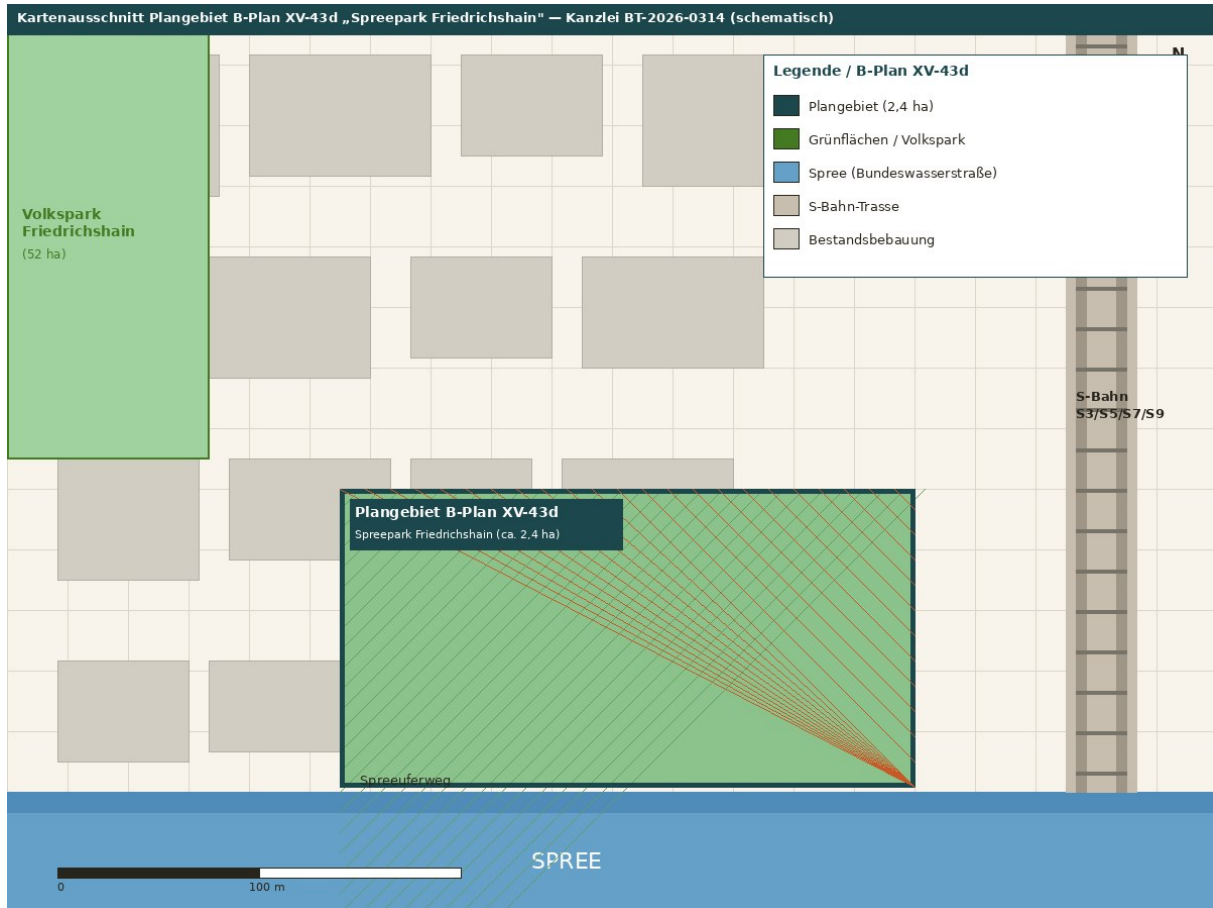 Kartenausschnitt Plangebiet B-Plan XV-43d „Spreepark Friedrichshain" — Kanzlei BT-2026-0314 (schematisch)
N
Legende / B-Plan XV-43d
Plangebiet (2,4 ha)
Grünflächen / Volkspark
Spree (Bundeswasserstraße)
S-Bahn-Trasse
Bestandsbebauung
Volkspark
Friedrichshain
(52 ha)
S-Bahn
S3/S5/S7/S9
Plangebiet B-Plan XV-43d
Spreepark Friedrichshain (ca. 2,4 ha)
Spreeuferweg
SPREE
0
100 m